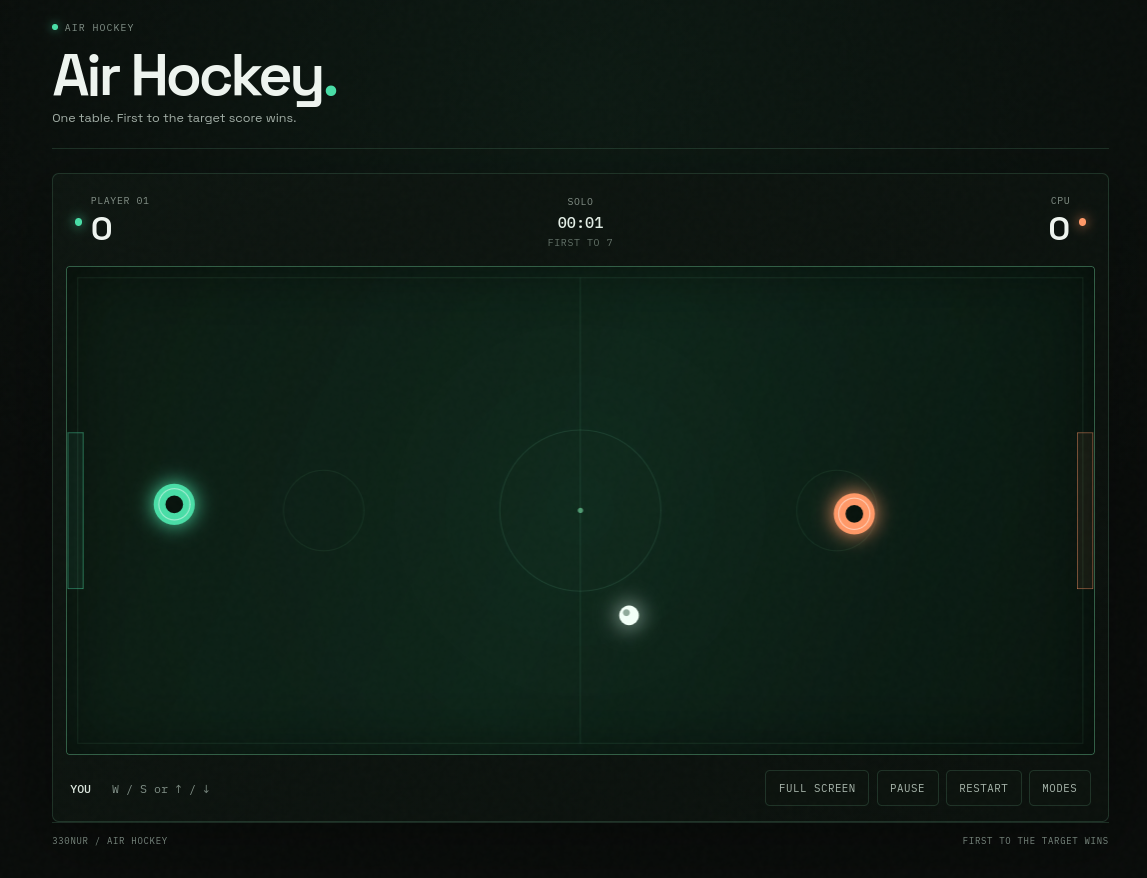 AIR HOCKEY
Air Hockey.
One table. First to the target score wins.
PLAYER 01
0
SOLO
00:01
FIRST TO 7
CPU
0
YOU W / S or ↑ / ↓
FULL SCREEN PAUSE RESTART MODES
330NUR / AIR HOCKEY
FIRST TO THE TARGET WINS